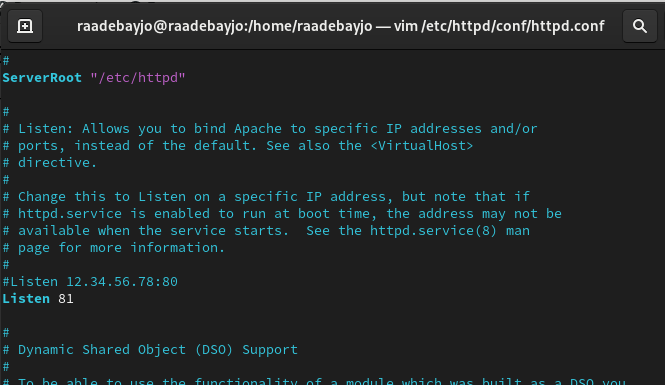 raadebayjo@raadebayjo:/home/raadebayjo — vim /etc/httpd/conf/httpd.conf
#
ServerRoot "/etc/httpd"
#
# Listen: Allows you to bind Apache to specific IP addresses and/or
# ports, instead of the default. See also the <VirtualHost>
# directive.
#
# Change this to Listen on a specific IP address, but note that if
# httpd.service is enabled to run at boot time, the address may not be
# available when the service starts.  See the httpd.service(8) man
# page for more information.
#
#Listen 12.34.56.78:80
Listen 81
#
# Dynamic Shared Object (DSO) Support
#
# To be able to use the functionality of a module which was built as a DSO you